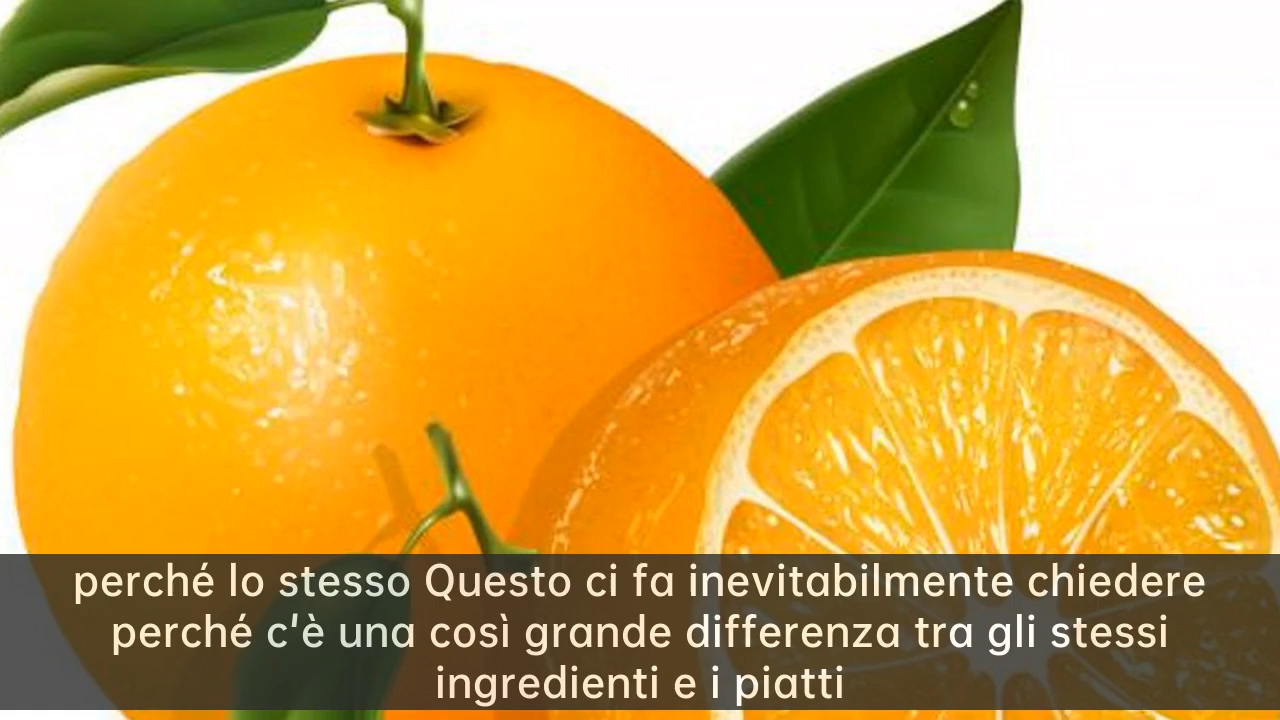 perché lo stesso Questo ci fa inevitabilmente chiedere
perché c'è una così grande differenza tra gli stessi
ingredienti e i piatti